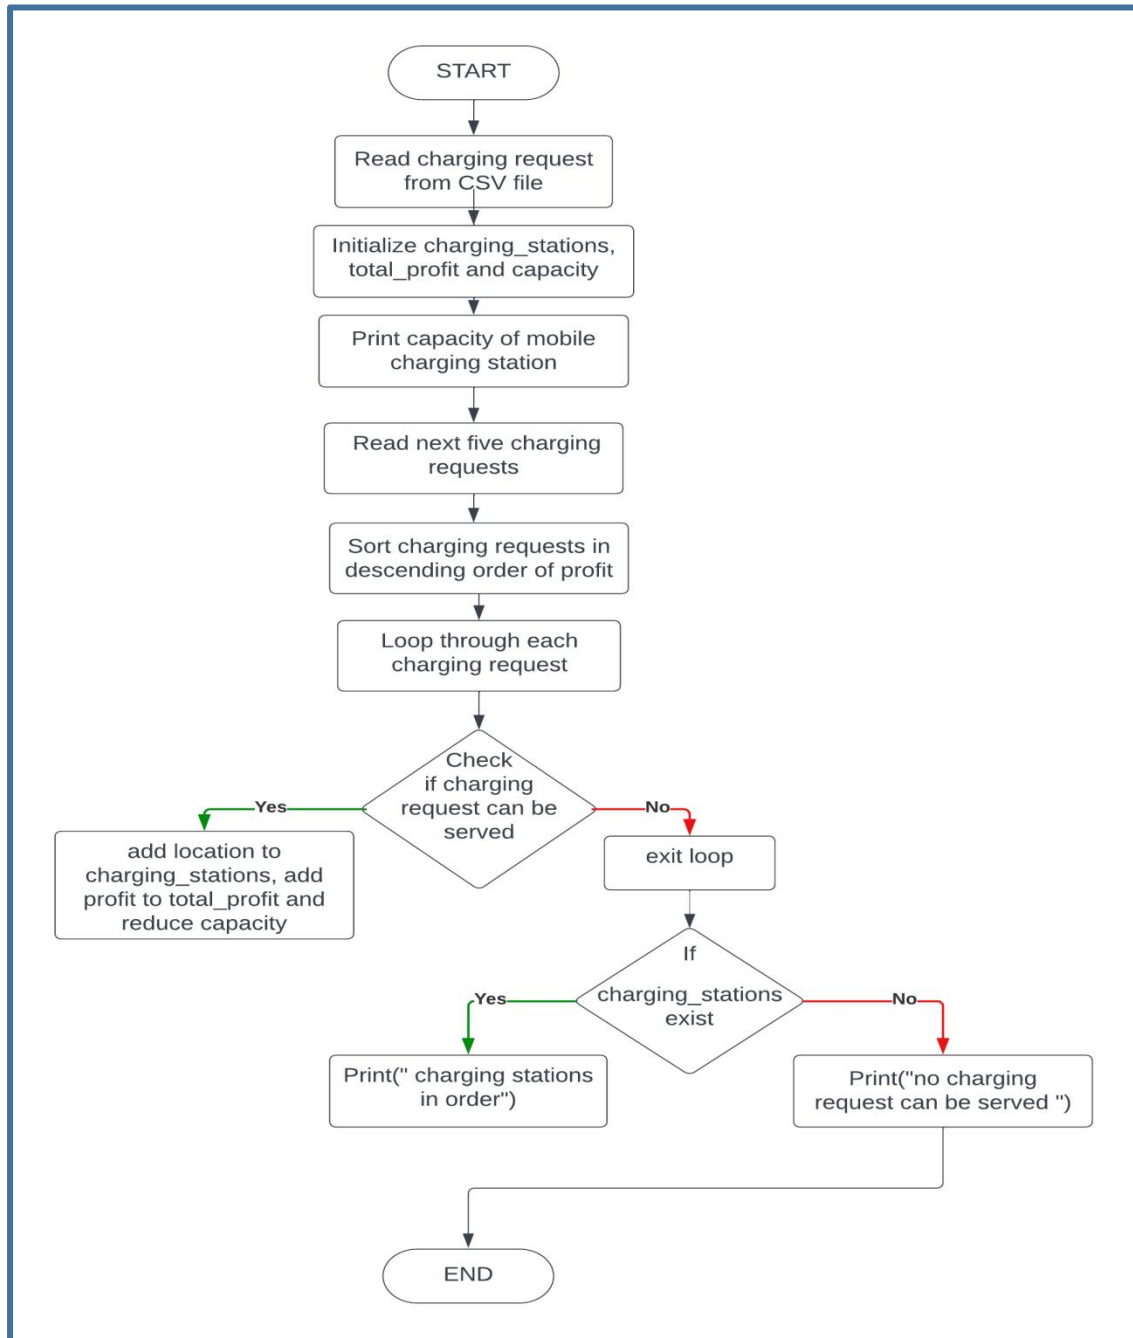 START
Read charging request
from CSV file
Initialize charging_stations,
total_profit and capacity
Print capacity of mobile
charging station
Read next five charging
requests
Sort charging requests in
descending order of profit
Loop through each
charging request
Check
if charging
request can be
served
Yes
No
add location to
charging_stations, add
profit to total_profit and
reduce capacity
exit loop
If
charging_stations
exist
Yes
No
Print(" charging stations
in order")
Print("no charging
request can be served ")
END